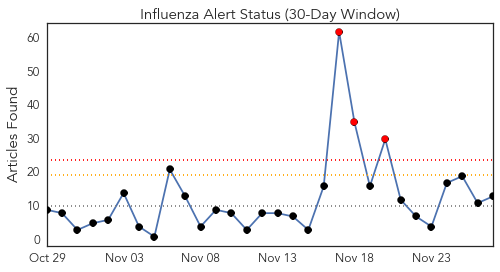 Influenza Alert Status (30-Day Window)
Articles Found
60
50
40
30
20
10
0
Oct 29 Nov 03 Nov 08 Nov 13 Nov 18 Nov 23